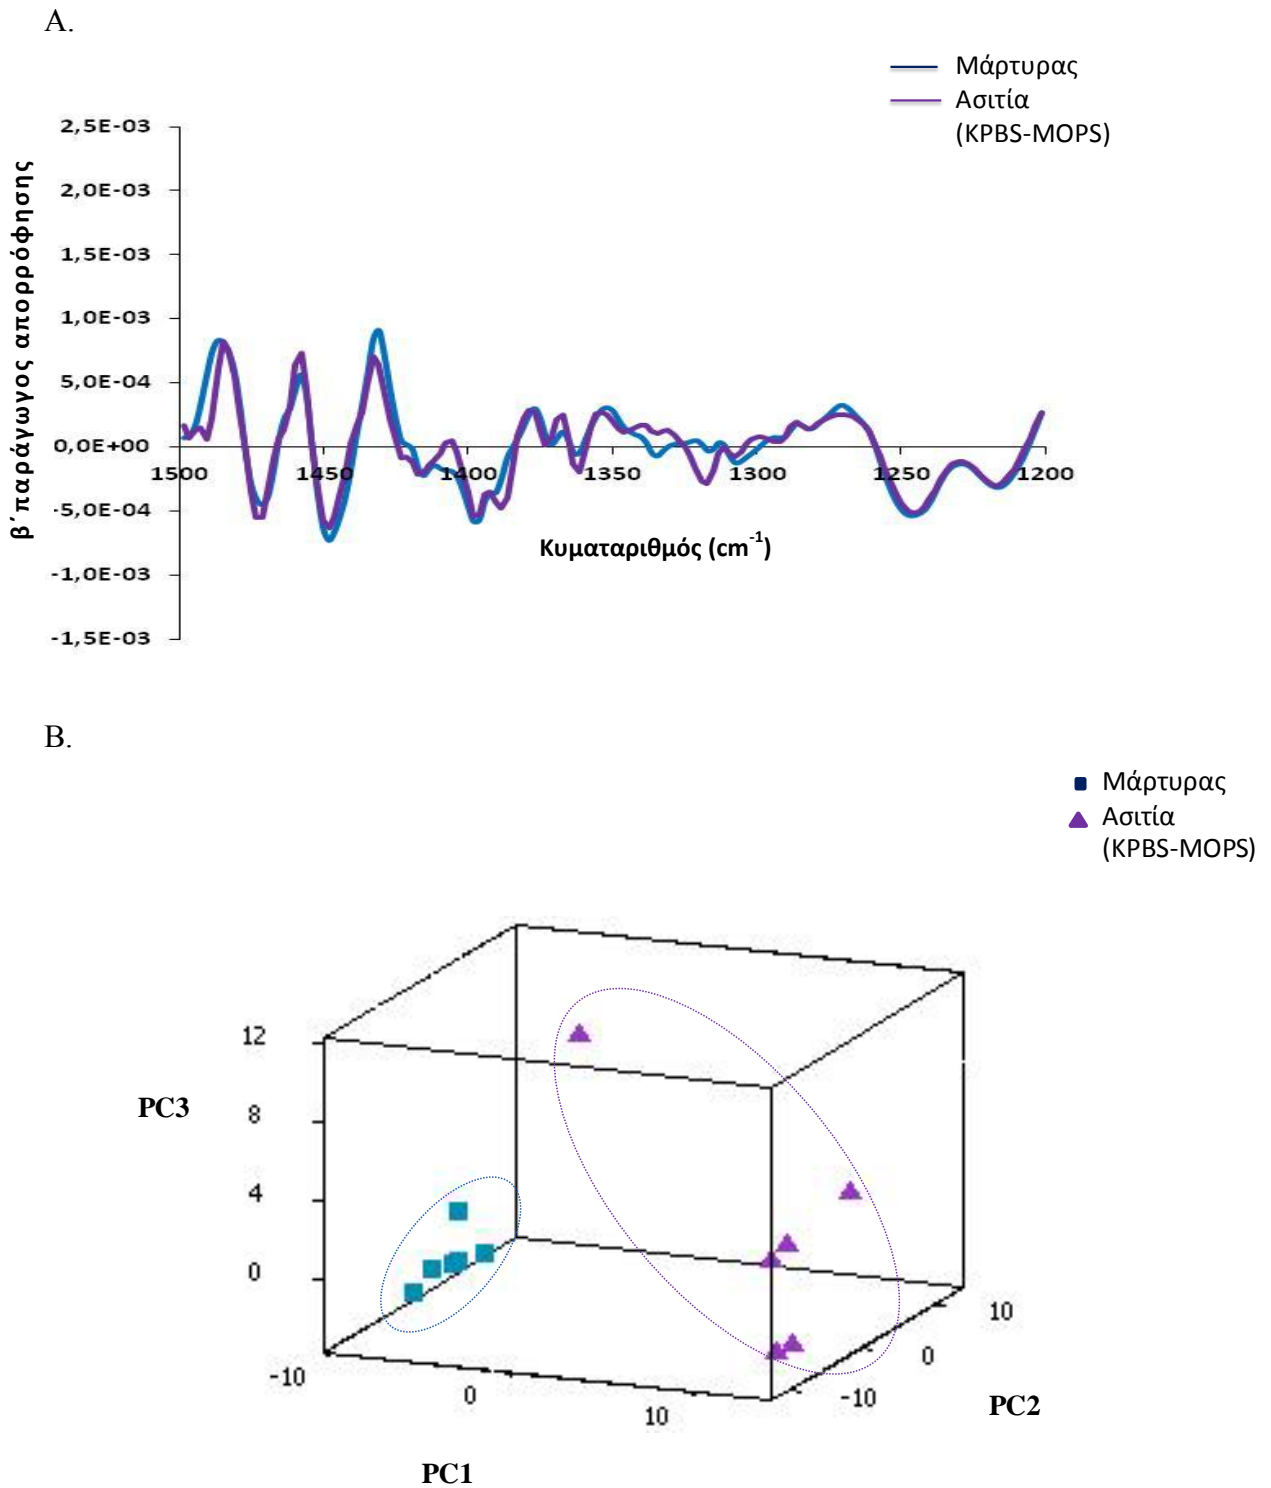 A.
Μάρτυρας
Ασιτία
(KPBS-MOPS)
β΄παράγωγος απορρόφησης
2,5E-03
2,0E-03
1,5E-03
1,0E-03
5,0E-04
0,0E+00
-5,0E-04
-1,0E-03
-1,5E-03
1500
1450
1400
1350
1300
1250
1200
Κυματαριθμός (cm⁻¹)
B.
Μάρτυρας
Ασιτία
(KPBS-MOPS)
12
8
4
0
PC3
-10
0
10
PC1
-10
0
10
PC2